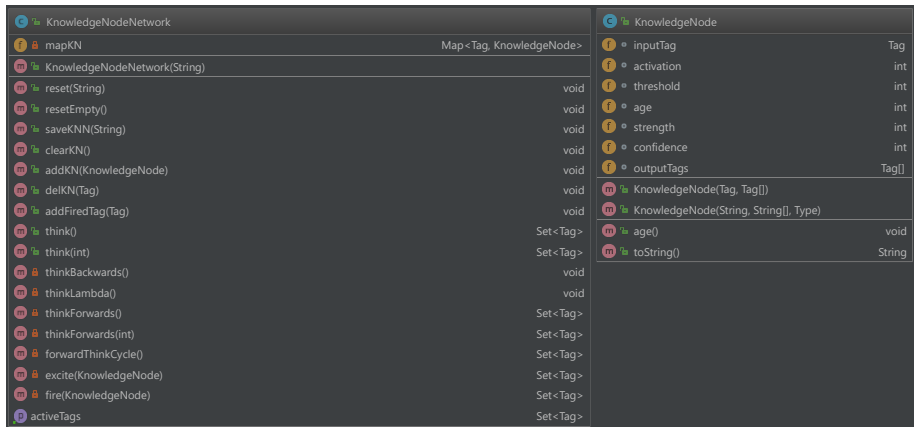 KnowledgeNodeNetwork
mapKN Map<Tag, KnowledgeNode>
KnowledgeNodeNetwork(String)
reset(String) void
resetEmpty() void
saveKNN(String) void
clearKN() void
addKN(KnowledgeNode) void
delKN(Tag) void
addFiredTag(Tag) void
think() Set<Tag>
think(int) Set<Tag>
thinkBackwards() void
thinkLambda() void
thinkForwards() Set<Tag>
thinkForwards(int) Set<Tag>
forwardThinkCycle() Set<Tag>
excite(KnowledgeNode) Set<Tag>
fire(KnowledgeNode) Set<Tag>
activeTags Set<Tag>
KnowledgeNode
inputTag Tag
activation int
threshold int
age int
strength int
confidence int
outputTags Tag[]
KnowledgeNode(Tag, Tag[])
KnowledgeNode(String, String[], Type)
age() void
toString() String